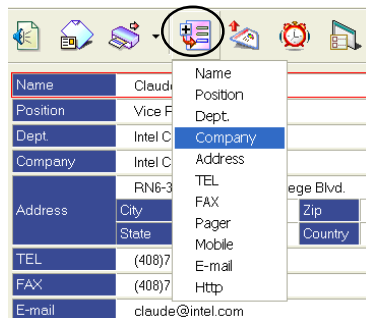 Name Claude
Position Vice P
Dept. Intel C
Company Intel C
Address RN6-3 ege Blvd.
City Zip
State Country
TEL (408)7
FAX (408)7
E-mail claude@intel.com
Name
Position
Dept.
Company
Address
TEL
FAX
Pager
Mobile
E-mail
Http